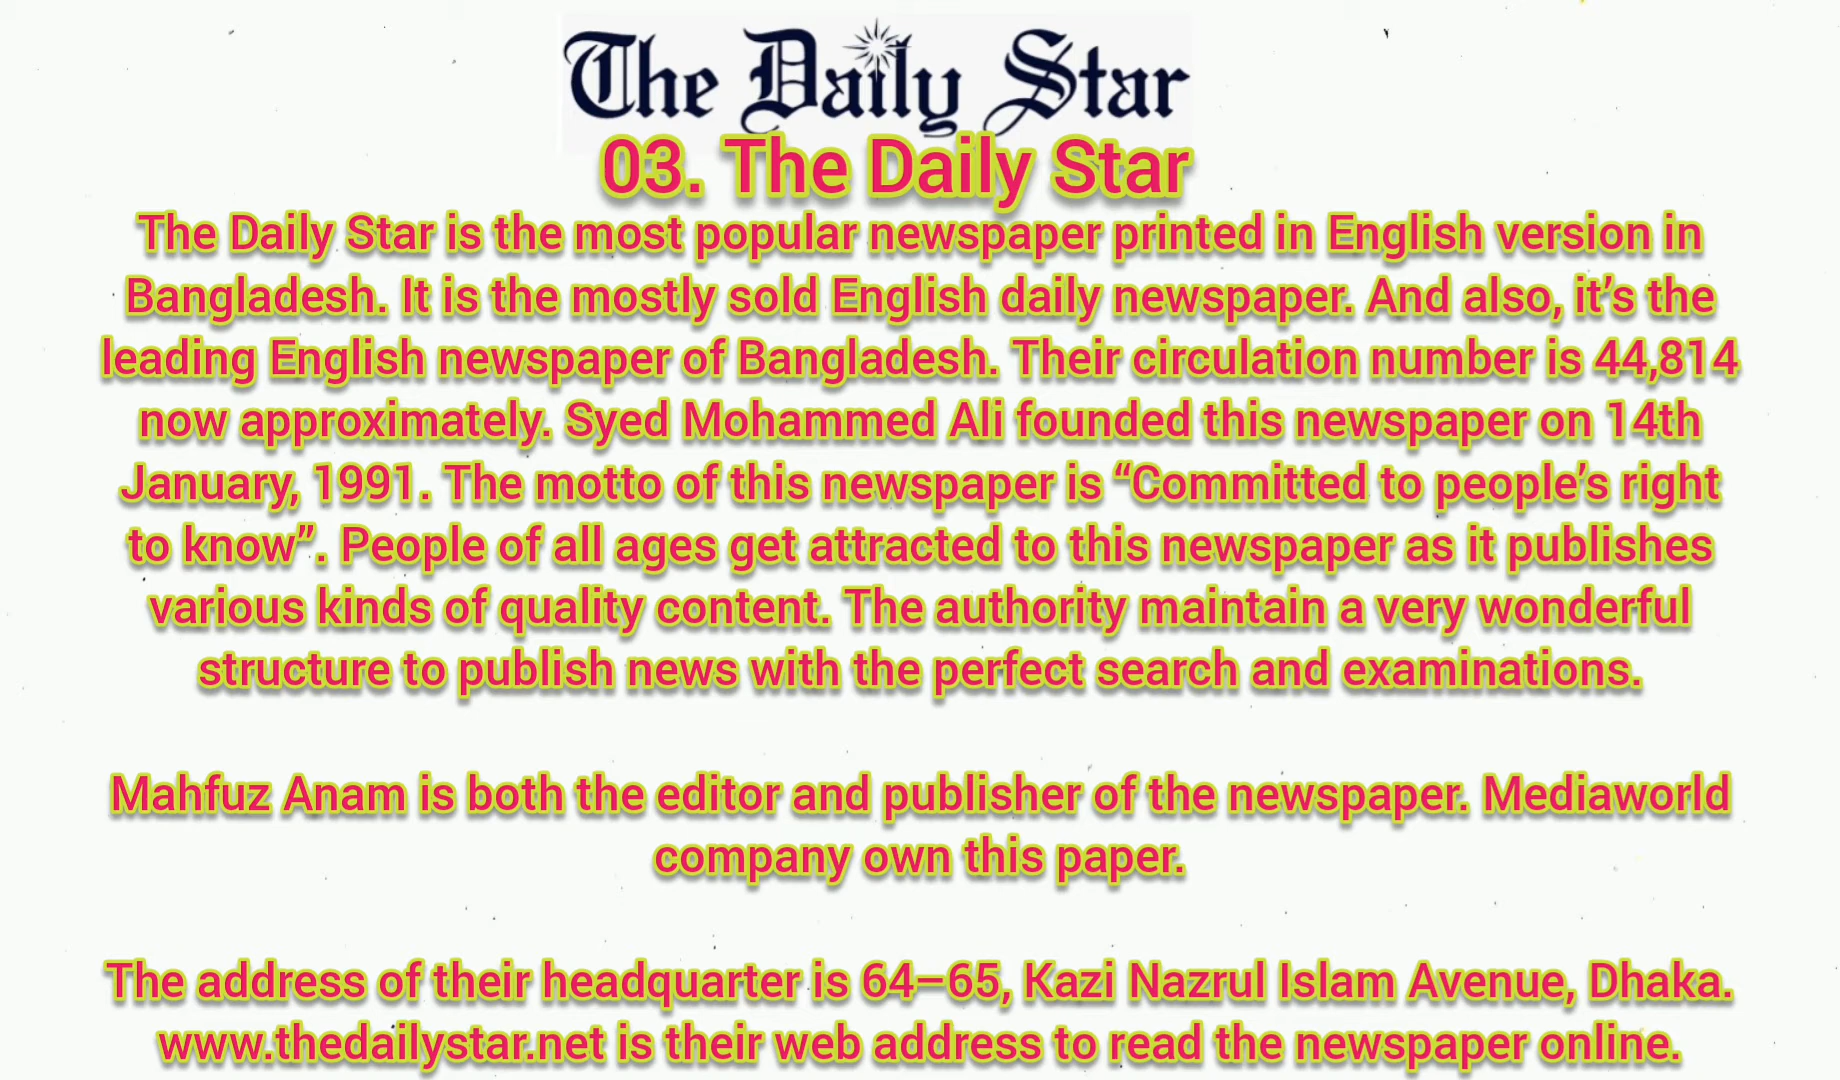 The Daily Star
03. The Daily Star
The Daily Star is the most popular newspaper printed in English version in
Bangladesh. It is the mostly sold English daily newspaper. And also, it’s the
leading English newspaper of Bangladesh. Their circulation number is 44,814
now approximately. Syed Mohammed Ali founded this newspaper on 14th
January, 1991. The motto of this newspaper is “Committed to people’s right
to know”. People of all ages get attracted to this newspaper as it publishes
various kinds of quality content. The authority maintain a very wonderful
structure to publish news with the perfect search and examinations.
Mahfuz Anam is both the editor and publisher of the newspaper. Mediaworld
company own this paper.
The address of their headquarter is 64–65, Kazi Nazrul Islam Avenue, Dhaka.
www.thedailystar.net is their web address to read the newspaper online.